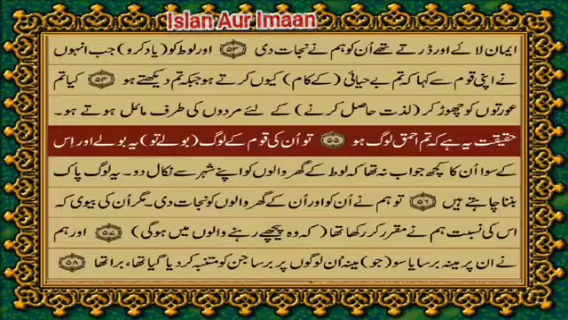 Islan Aur Imaan
ایمان لائے اور ڈرتے تھے اُن کو ہم نے نجات دی ۵۳ اور لوط کو (یاد کرو) جب انہوں
نے اپنی قوم سے کہا کہ تم بے حیائی (کے کام) کیوں کرتے ہو جبکہ تم دیکھتے ہو ۵۴ کیا تم
عورتوں کو چھوڑ کر (لذت حاصل کرنے) کے لئے مردوں کی طرف مائل ہوتے ہو۔
حقیقت یہ ہے کہ تم احمق لوگ ہو ۵۵ تو اُن کی قوم کے لوگ (بولے تو) یہ بولے اور اِس
کے سوا اُن کا کچھ جواب نہ تھا کہ لوط کے گھر والوں کو اپنے شہر سے نکال دو۔ یہ لوگ پاک
بننا چاہتے ہیں ۵۶ تو ہم نے اُن کو اور اُن کے گھر والوں کو نجات دی۔ مگر اُن کی بیوی کہ
اس کی نسبت ہم نے مقرر کر رکھا تھا (کہ وہ پیچھے رہنے والوں میں ہوگی) ۵۷ اور ہم
نے ان پر مینہ برسایا سو (جو) مینہ اُن لوگوں پر برسا جن کو متنبہ کر دیا گیا تھا، برا تھا ۵۸